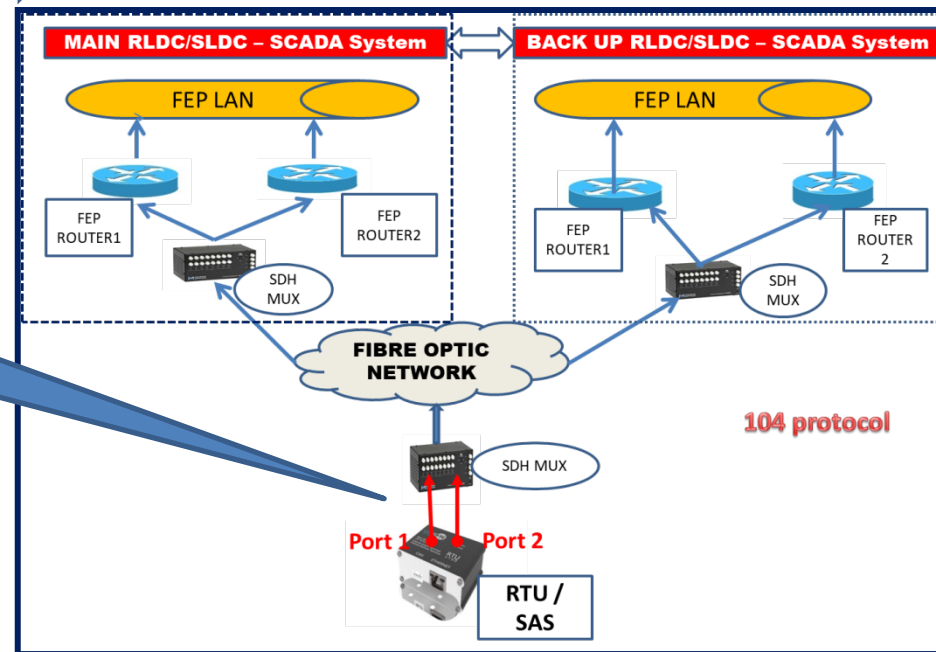 MAIN RLDC/SLDC – SCADA System
BACK UP RLDC/SLDC – SCADA System
FEP LAN
FEP LAN
FEP
ROUTER1
FEP
ROUTER2
SDH
MUX
FEP
ROUTER1
FEP
ROUTER
2
SDH
MUX
FIBRE OPTIC
NETWORK
104 protocol
SDH MUX
Port 1
Port 2
RTU /
SAS